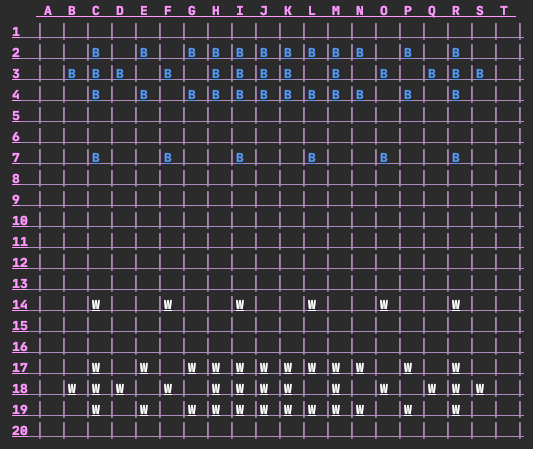 A B C D E F G H I J K L M N O P Q R S T
1
2 B B B B B B B B B B B B
3 B B B B B B B B B B B B B
4 B B B B B B B B B B B B
5
6
7 B B B B B B
8
9
10
11
12
13
14 W W W W W W
15
16
17 W W W W W W W W W W W W
18 W W W W W W W W W W W W W
19 W W W W W W W W W W W W
20